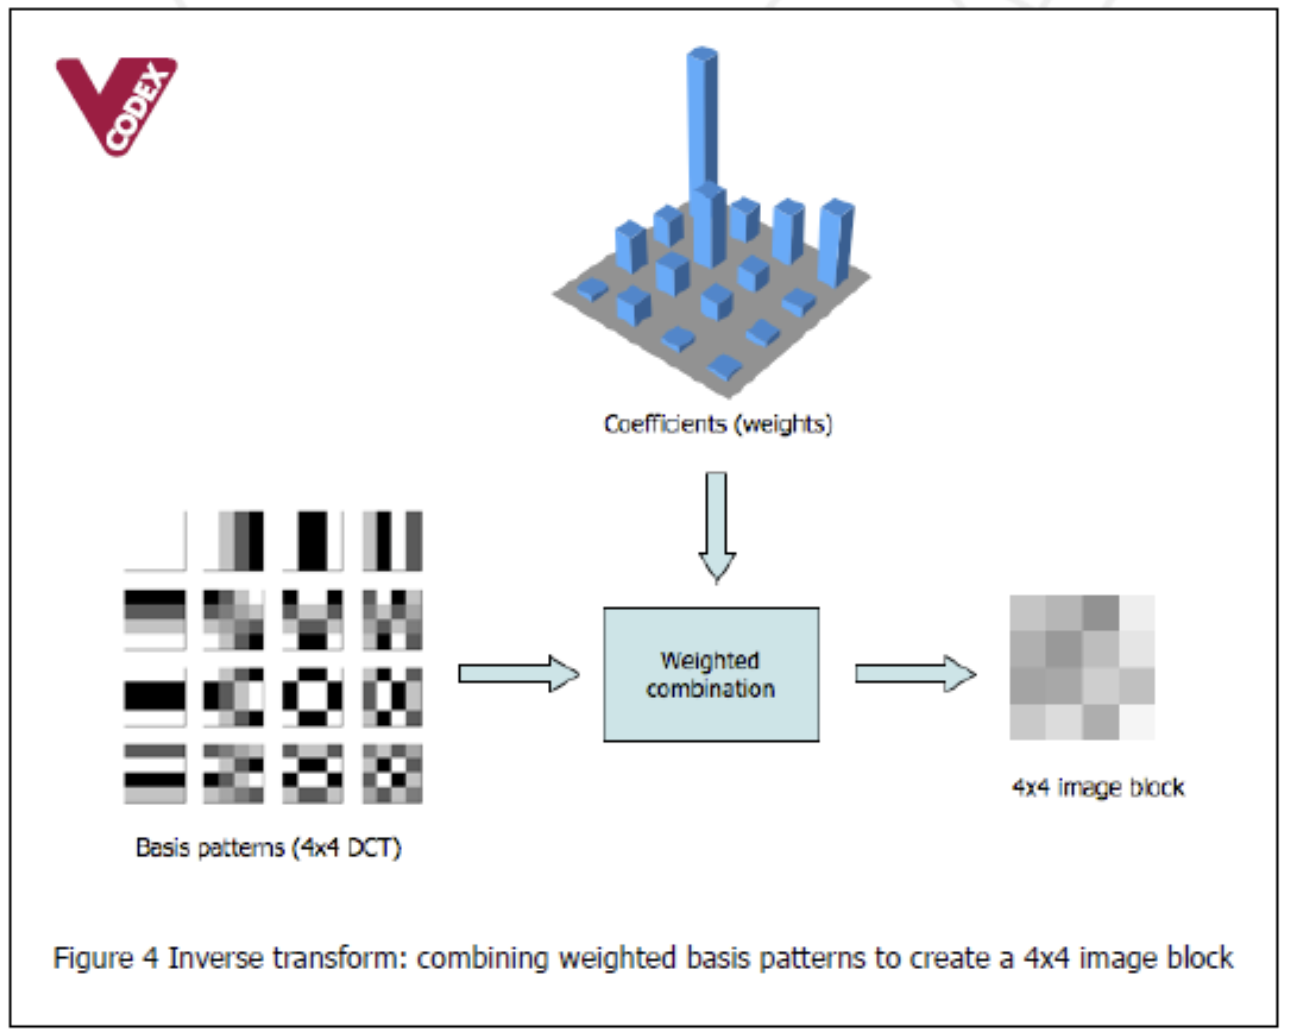 V
CODEX
Coefficients (weights)
Weighted
combination
4x4 image block
Basis patterns (4x4 DCT)
Figure 4 Inverse transform: combining weighted basis patterns to create a 4x4 image block